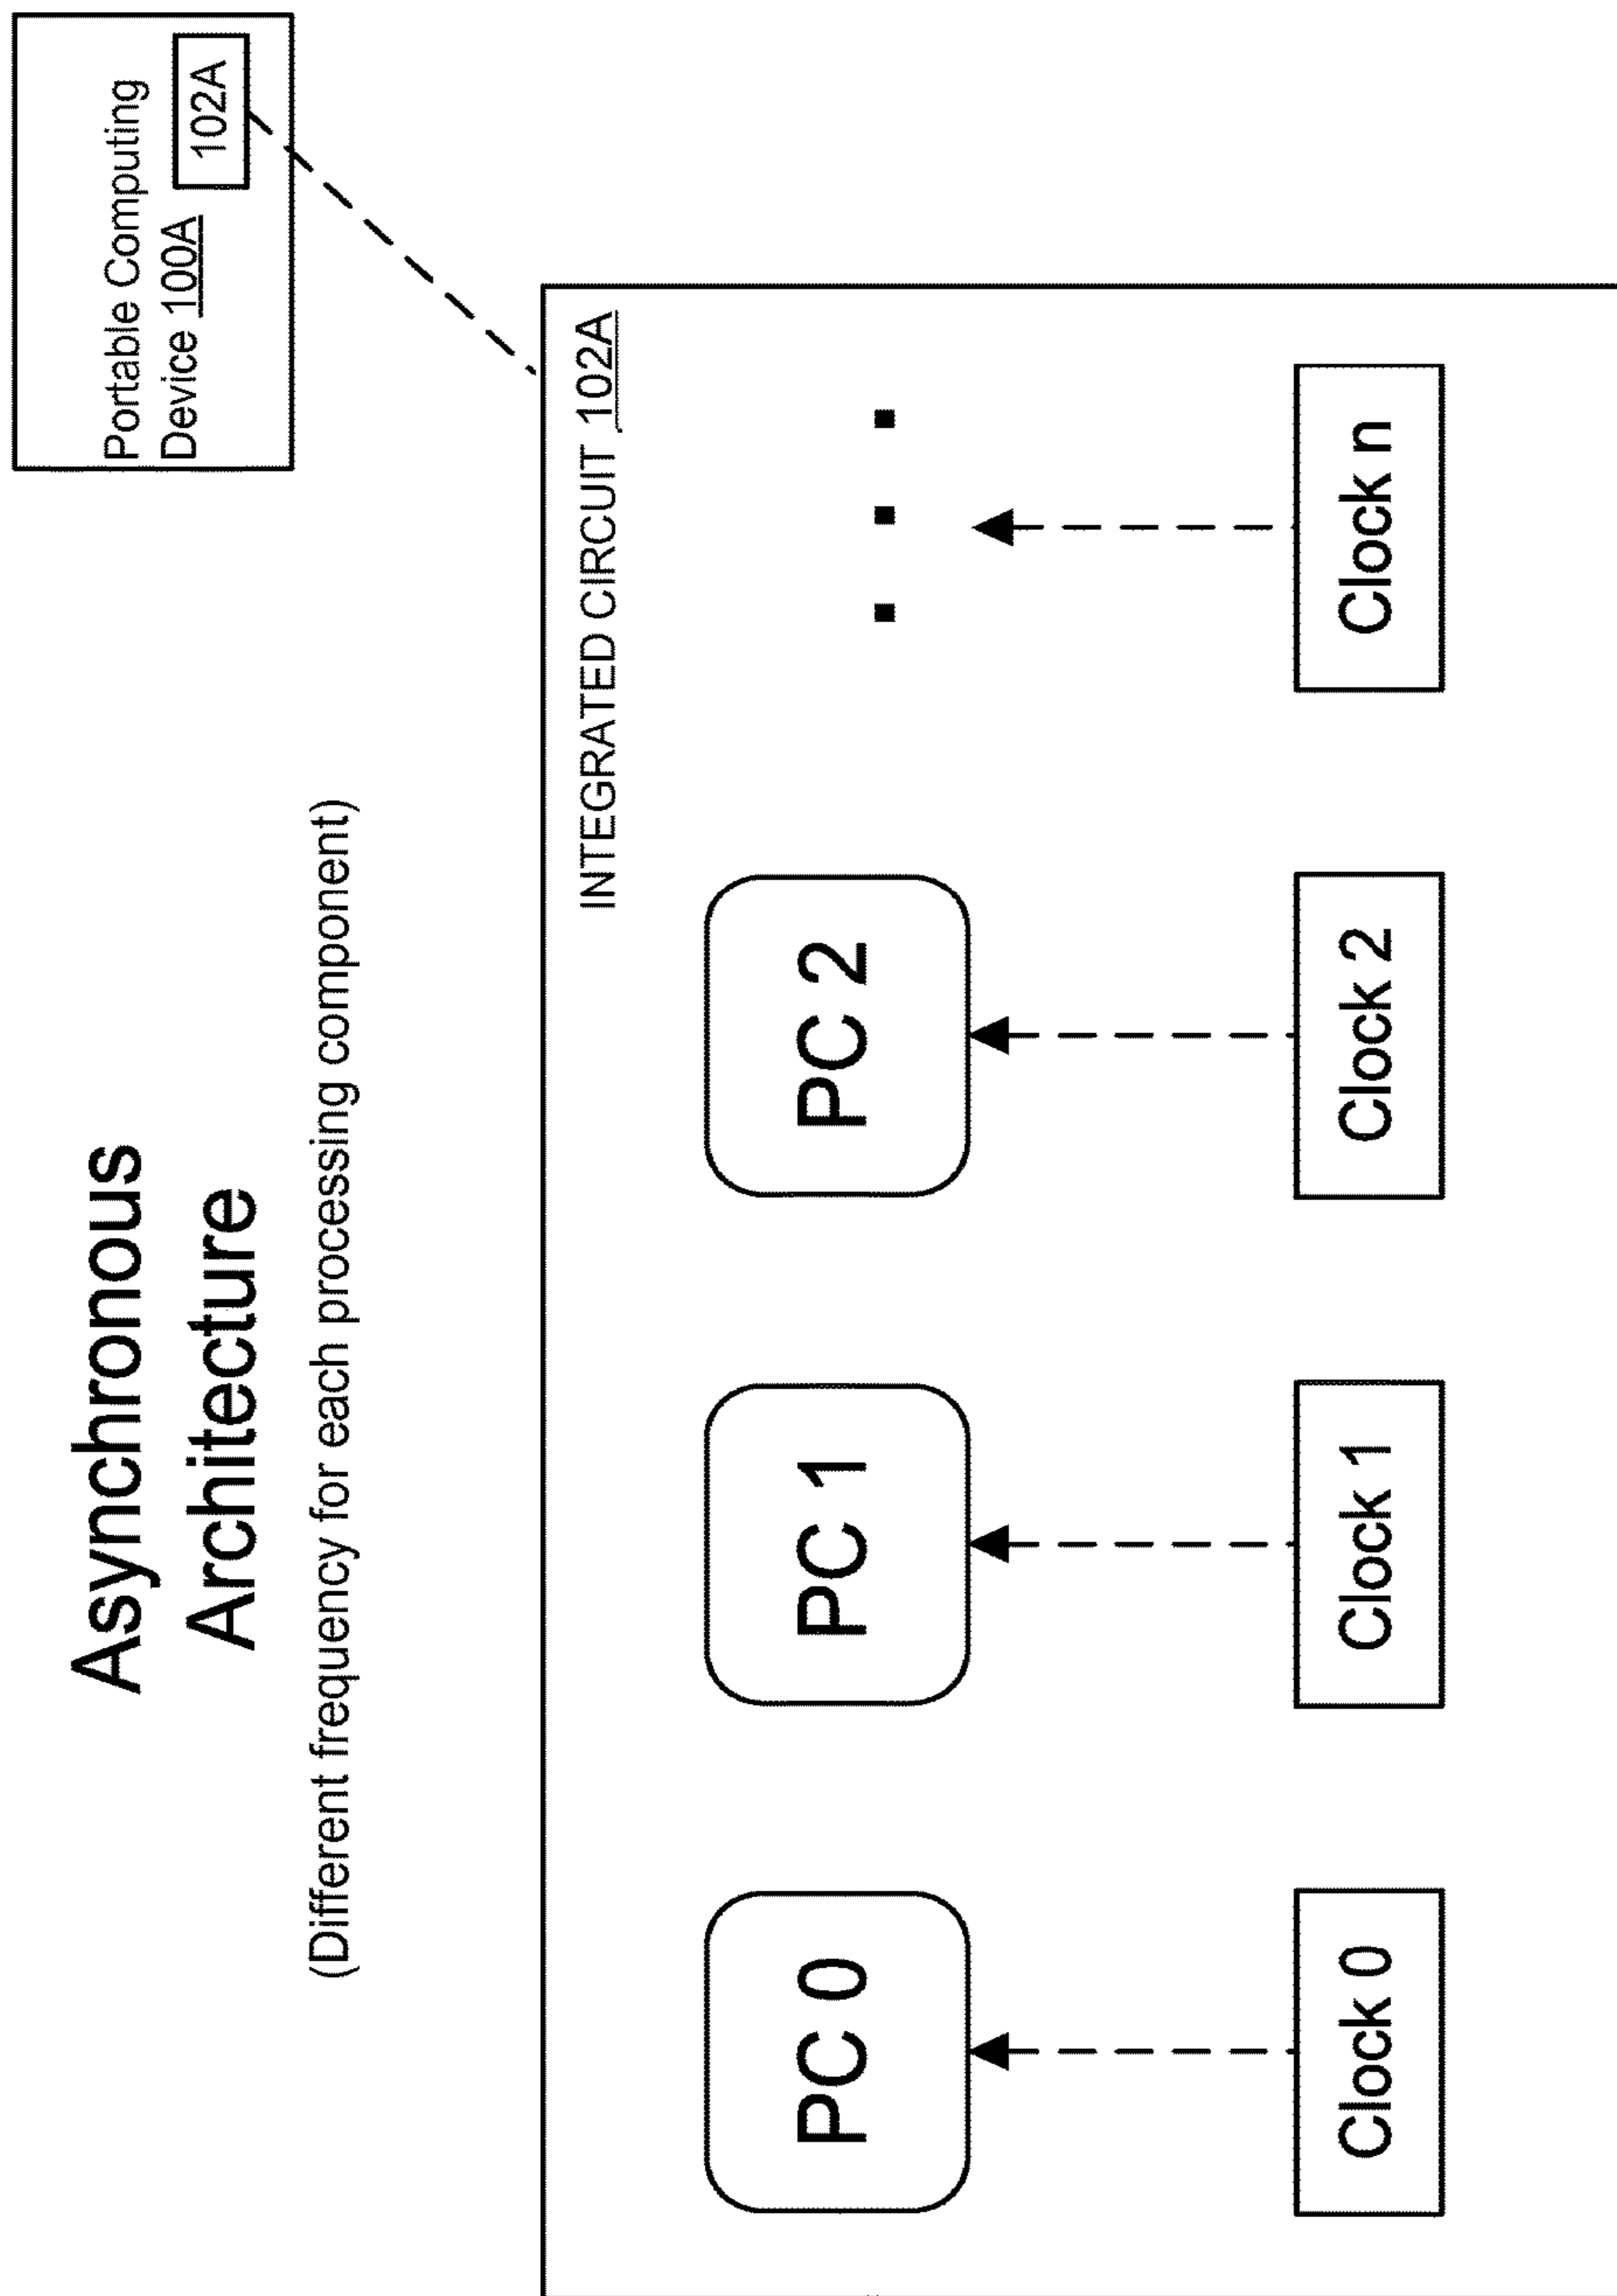 Asynchronous
Architecture
(Different frequency for each processing component)
Portable Computing
Device 100A
102A
INTEGRATED CIRCUIT 102A
PC 0
PC 1
PC 2
Clock 0
Clock 1
Clock 2
Clock n